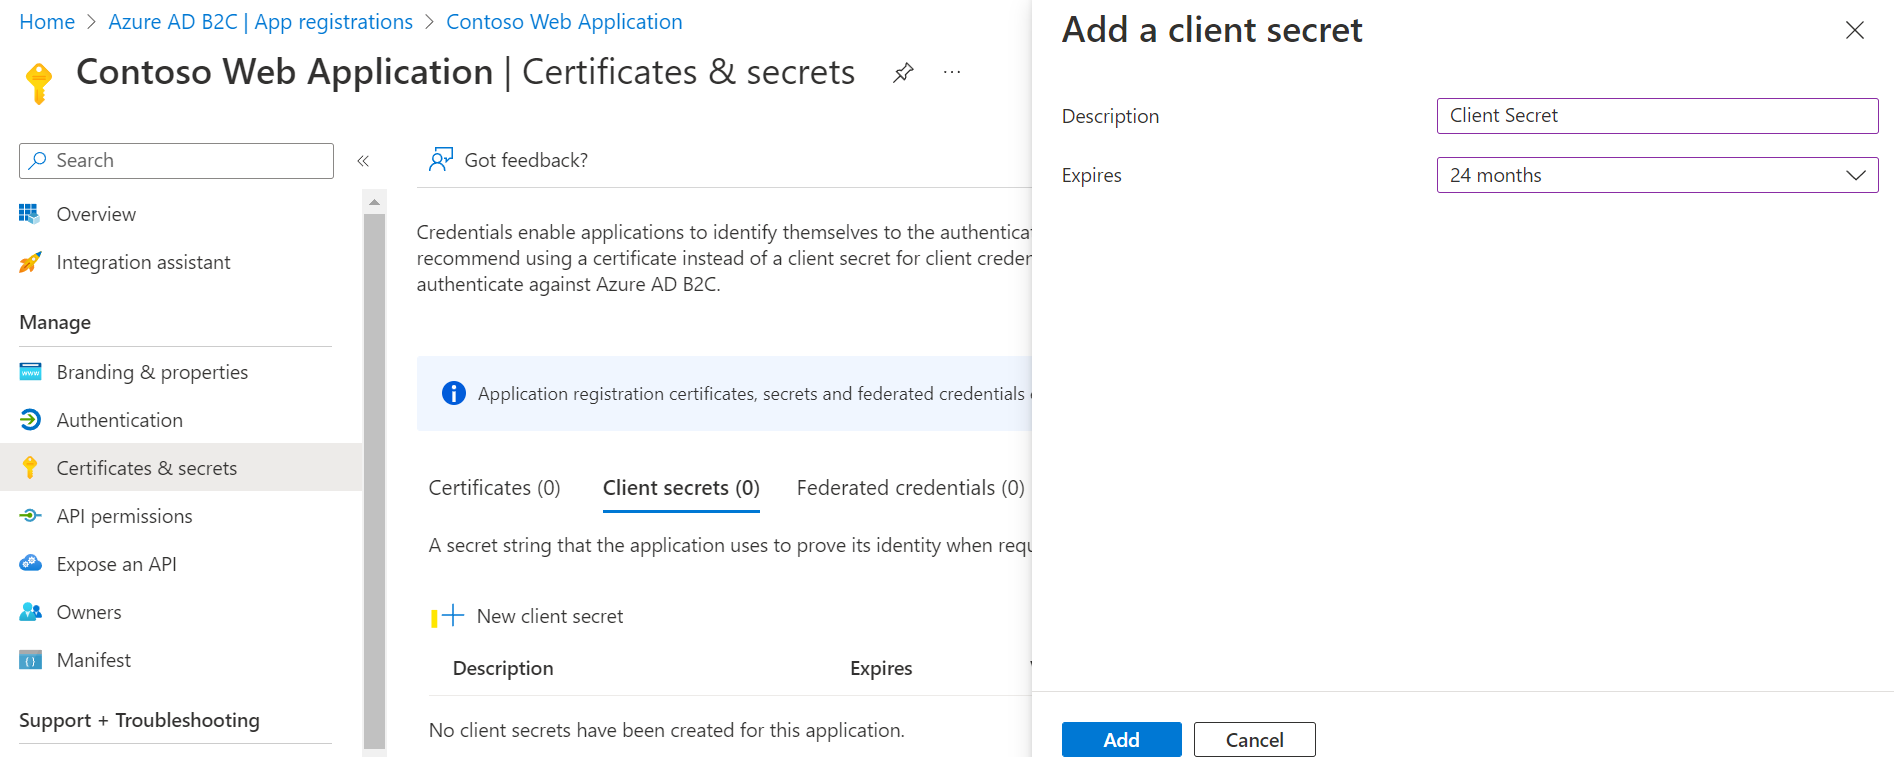 Home > Azure AD B2C | App registrations > Contoso Web Application
Contoso Web Application | Certificates & secrets
Search
Overview
Integration assistant
Manage
Branding & properties
Authentication
Certificates & secrets
API permissions
Expose an API
Owners
Manifest
Support + Troubleshooting
Got feedback?
Credentials enable applications to identify themselves to the
recommend using a certificate instead of a client secret for client
authenticate against Azure AD B2C.
Application registration certificates, secrets and federated credentials
Certificates (0) Client secrets (0) Federated credentials (0)
A secret string that the application uses to prove its identity when
New client secret
Description Expires
No client secrets have been created for this application.
Add a client secret
Description Client Secret
Expires 24 months
Add Cancel